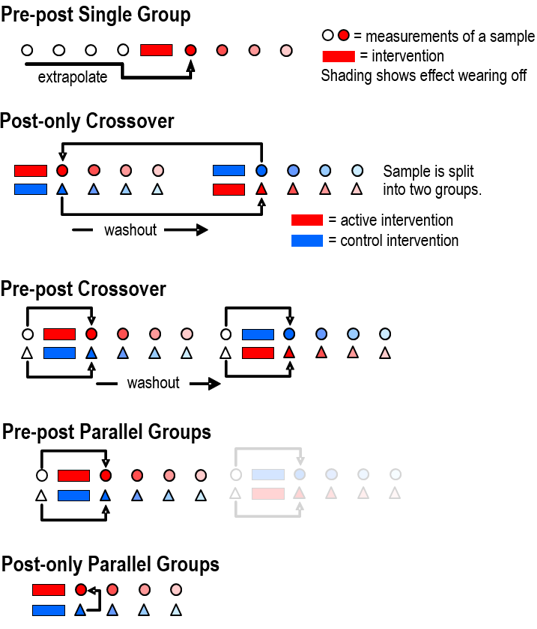 Pre-post Single Group
= measurements of a sample
= intervention
extrapolate
Shading shows effect wearing off
Post-only Crossover
Sample is split
into two groups.
= active intervention
washout
= control intervention
Pre-post Crossover
washout
Pre-post Parallel Groups
Post-only Parallel Groups